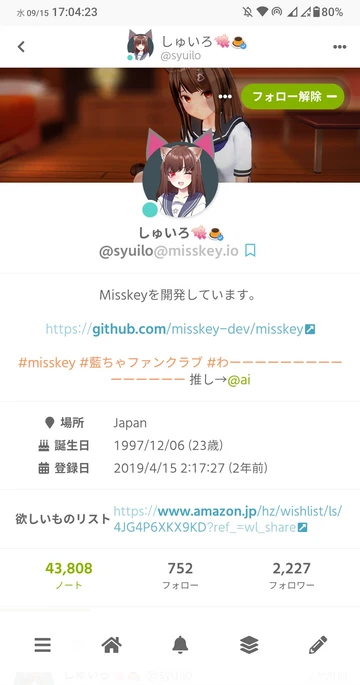 水 09/15 17:04:23 80%
しゅいろ
@syuilo
フォロー解除
しゅいろ
@syuilo@misskey.io
Misskeyを開発しています。
https://github.com/misskey-dev/misskey
#misskey #藍ちゃファンクラブ #わーーーーーーーーー
ーーーーーー 推し→@ai
場所 Japan
誕生日 1997/12/06 (23歳)
登録日 2019/4/15 2:17:27 (2年前)
欲しいものリスト https://www.amazon.jp/hz/wishlist/ls/
4JG4P6XKX9KD?ref_=wl_share
43,808 752 2,227
ノート フォロー フォロワー